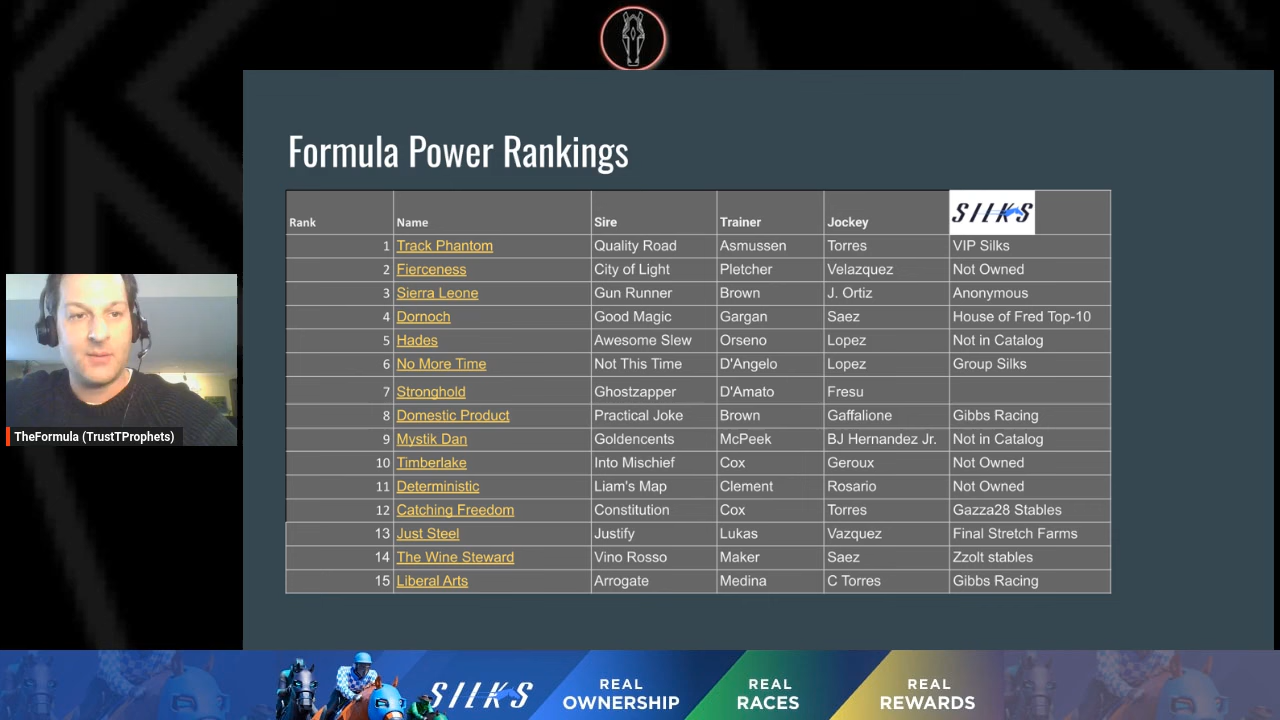 Formula Power Rankings
Rank Name Sire Trainer Jockey SILKS
1 Track Phantom Quality Road Asmussen Torres VIP Silks
2 Fierceness City of Light Pletcher Velazquez Not Owned
3 Sierra Leone Gun Runner Brown J. Ortiz Anonymous
4 Dornoch Good Magic Gargan Saez House of Fred Top-10
5 Hades Awesome Slew Orseno Lopez Not in Catalog
6 No More Time Not This Time D'Angelo Lopez Group Silks
7 Stronghold Ghostzapper D'Amato Fresu
8 Domestic Product Practical Joke Brown Gaffalione Gibbs Racing
9 Mystik Dan Goldencents McPeek BJ Hernandez Jr. Not in Catalog
10 Timberlake Into Mischief Cox Geroux Not Owned
11 Deterministic Liam's Map Clement Rosario Not Owned
12 Catching Freedom Constitution Cox Torres Gazza28 Stables
13 Just Steel Justify Lukas Vazquez Final Stretch Farms
14 The Wine Steward Vino Rosso Maker Saez Zzolt stables
15 Liberal Arts Arrogate Medina C Torres Gibbs Racing
TheFormula (TrustTProphets)
SILKS
REAL OWNERSHIP
REAL RACES
REAL REWARDS